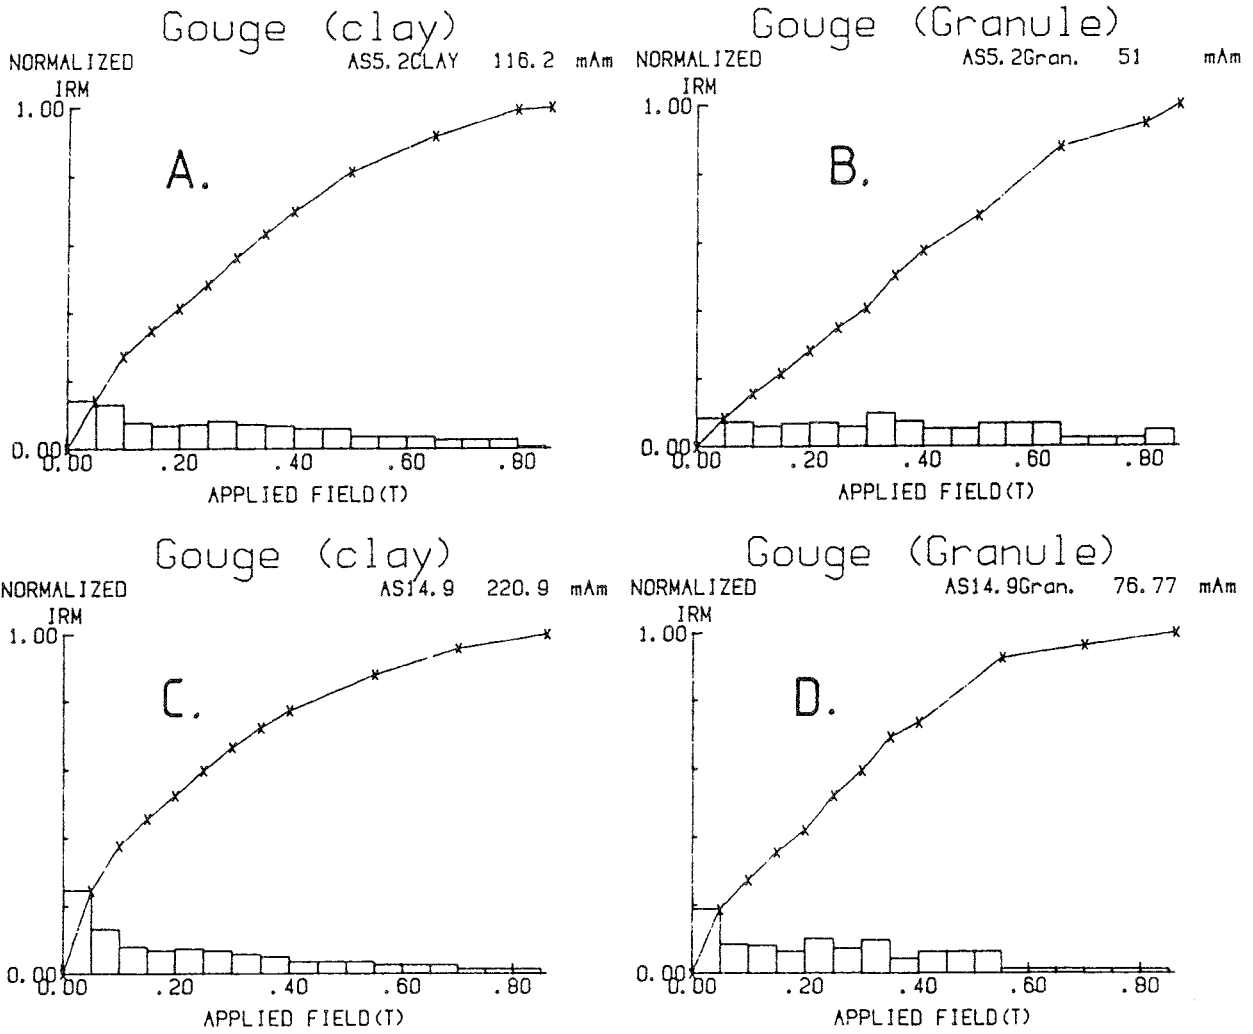 Gouge (clay)
NORMALIZED AS5.2CLAY 116.2 mAm
IRM
1.00
A.
0.00
0.00 .20 .40 .60 .80
APPLIED FIELD(T)
Gouge (Granule)
NORMALIZED AS5.2Gran. 51 mAm
IRM
1.00
B.
0.00
0.00 .20 .40 .60 .80
APPLIED FIELD(T)
Gouge (clay)
NORMALIZED AS14.9 220.9 mAm
IRM
1.00
C.
0.00
0.00 .20 .40 .60 .80
APPLIED FIELD(T)
Gouge (Granule)
NORMALIZED AS14.9Gran. 76.77 mAm
IRM
1.00
D.
0.00
0.00 .20 .40 .60 .80
APPLIED FIELD(T)